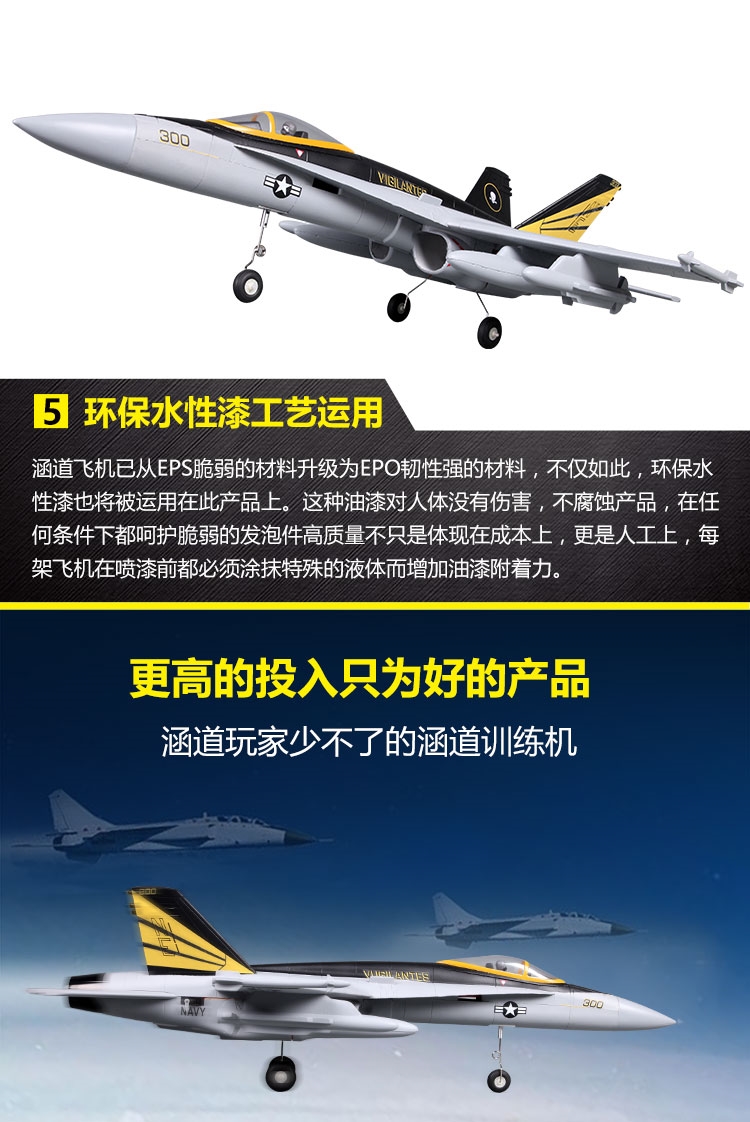 300
VIGILANTES
5 环保水性漆工艺运用
涵道飞机已从EPS脆弱的材料升级为EPO韧性强的材料，不仅如此，环保水
性漆也将被运用在此产品上。这种油漆对人体没有伤害，不腐蚀产品，在任
何条件下都呵护脆弱的发泡件高质量不只是体现在成本上，更是人工上，每
架飞机在喷漆前都必须涂抹特殊的液体而增加油漆附着力。
更高的投入只为好的产品
涵道玩家少不了的涵道训练机
300
NE
VIGILANTES
300
NAVY